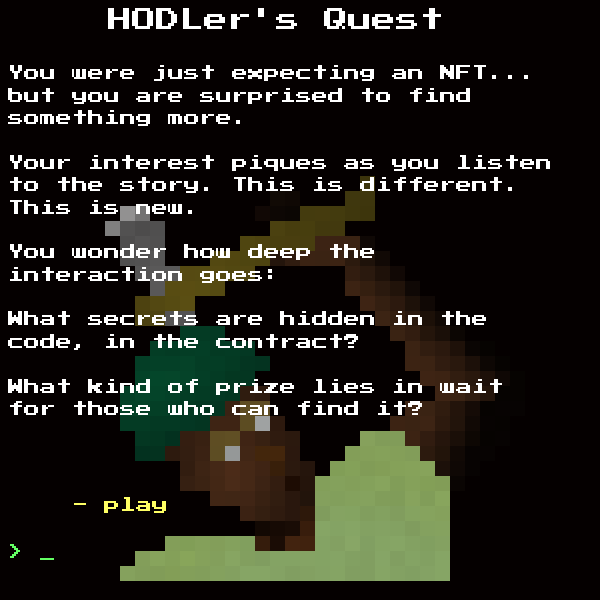 HODLer's Quest
You were just expecting an NFT...
but you are surprised to find
something more.
Your interest piques as you listen
to the story. This is different.
This is new.
You wonder how deep the
interaction goes:
What secrets are hidden in the
code, in the contract?
What kind of prize lies in wait
for those who can find it?
- play
> _